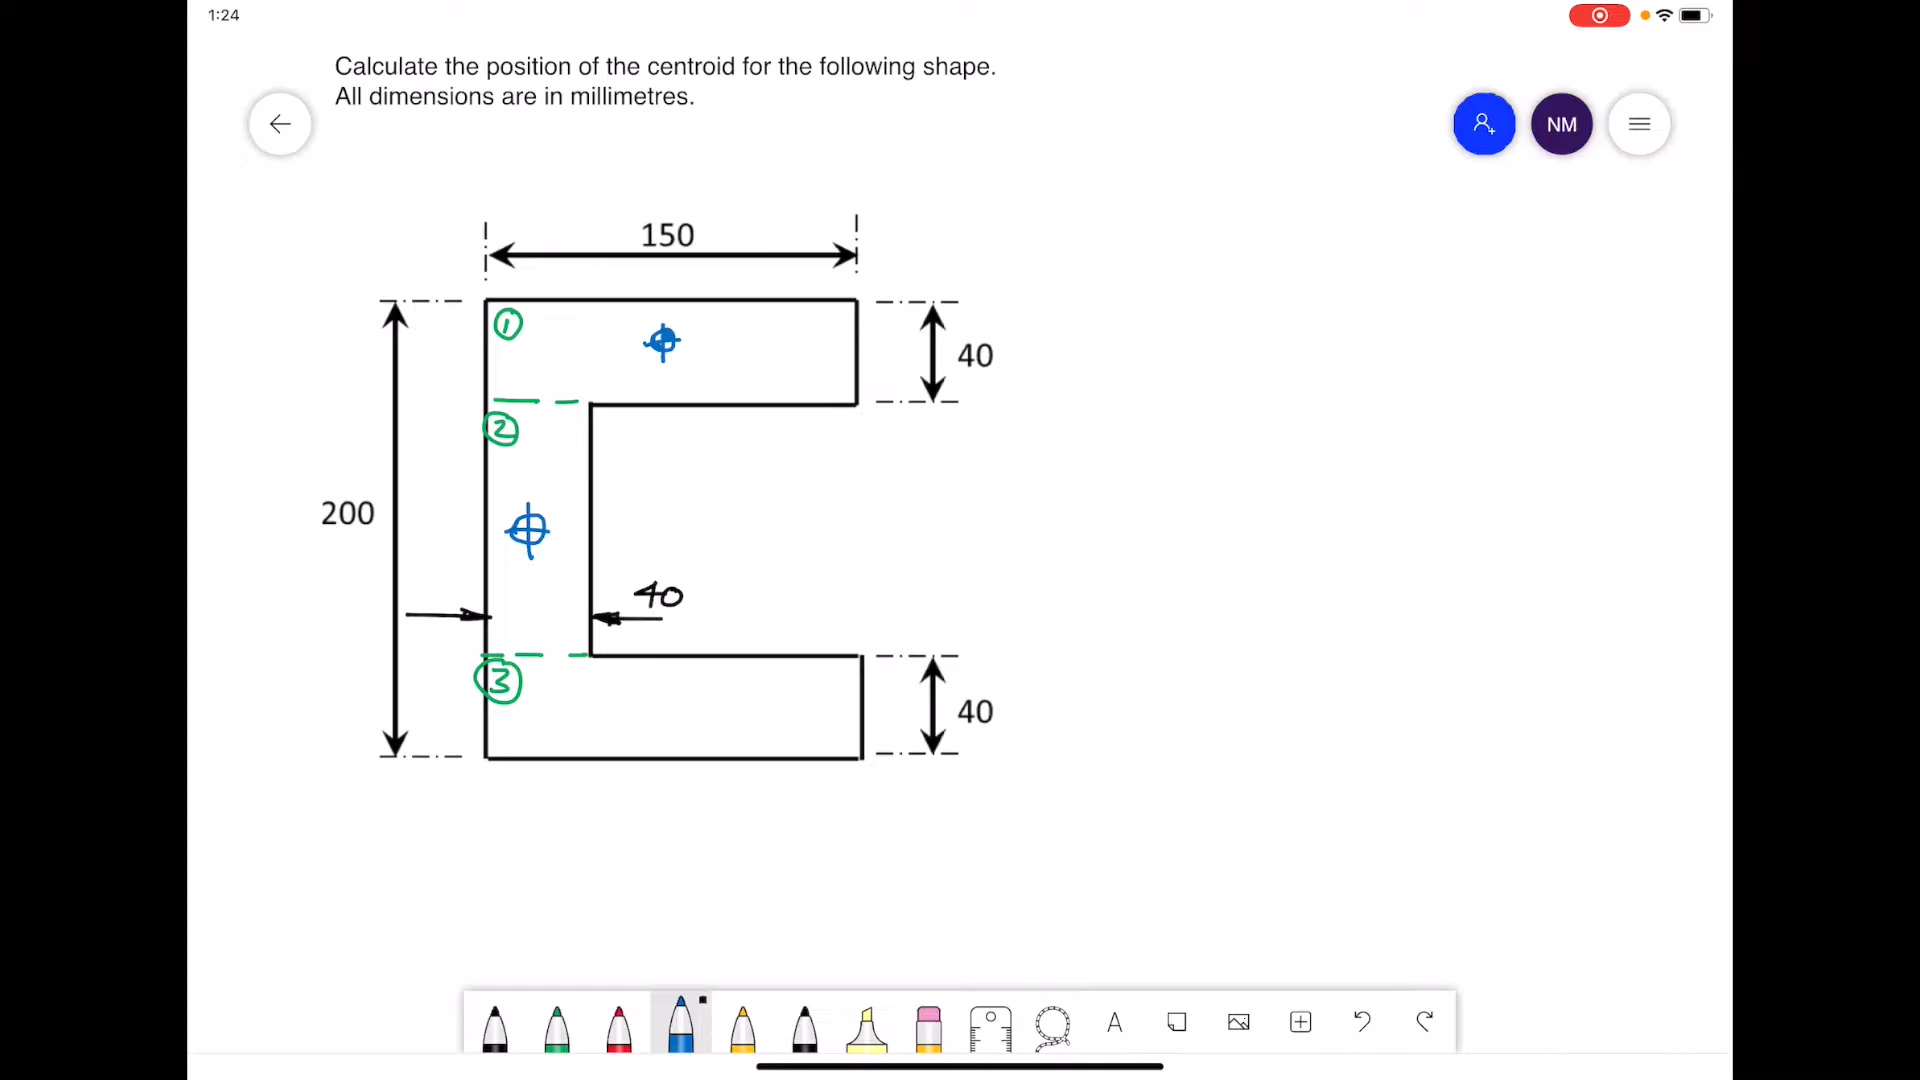 1:24
Calculate the position of the centroid for the following shape.
All dimensions are in millimetres.
NM
150
1
40
2
200
40
3
40
A